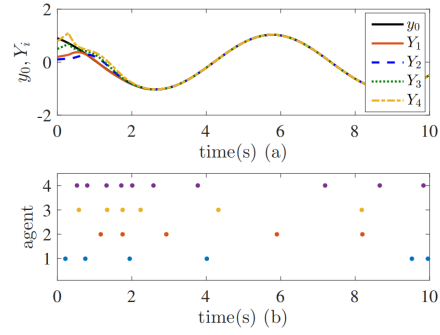 2
0
-2
y₀, Yᵢ
y₀
Y₁
Y₂
Y₃
Y₄
0 2 4 6 8 10
time(s) (a)
4
3
2
1
agent
0 2 4 6 8 10
time(s) (b)